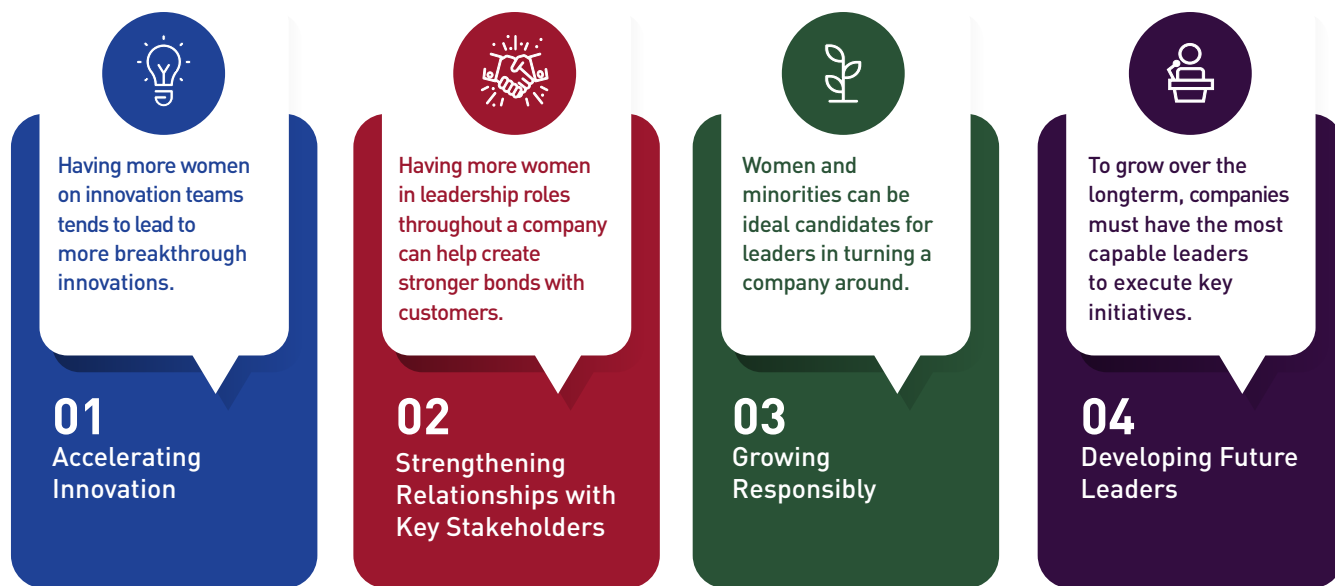 Having more women
on innovation teams
tends to lead to
more breakthrough
innovations.
01
Accelerating
Innovation
Having more women
in leadership roles
throughout a company
can help create
stronger bonds with
customers.
02
Strengthening
Relationships with
Key Stakeholders
Women and
minorities can be
ideal candidates for
leaders in turning a
company around.
03
Growing
Responsibly
To grow over the
longterm, companies
must have the most
capable leaders
to execute key
initiatives.
04
Developing Future
Leaders